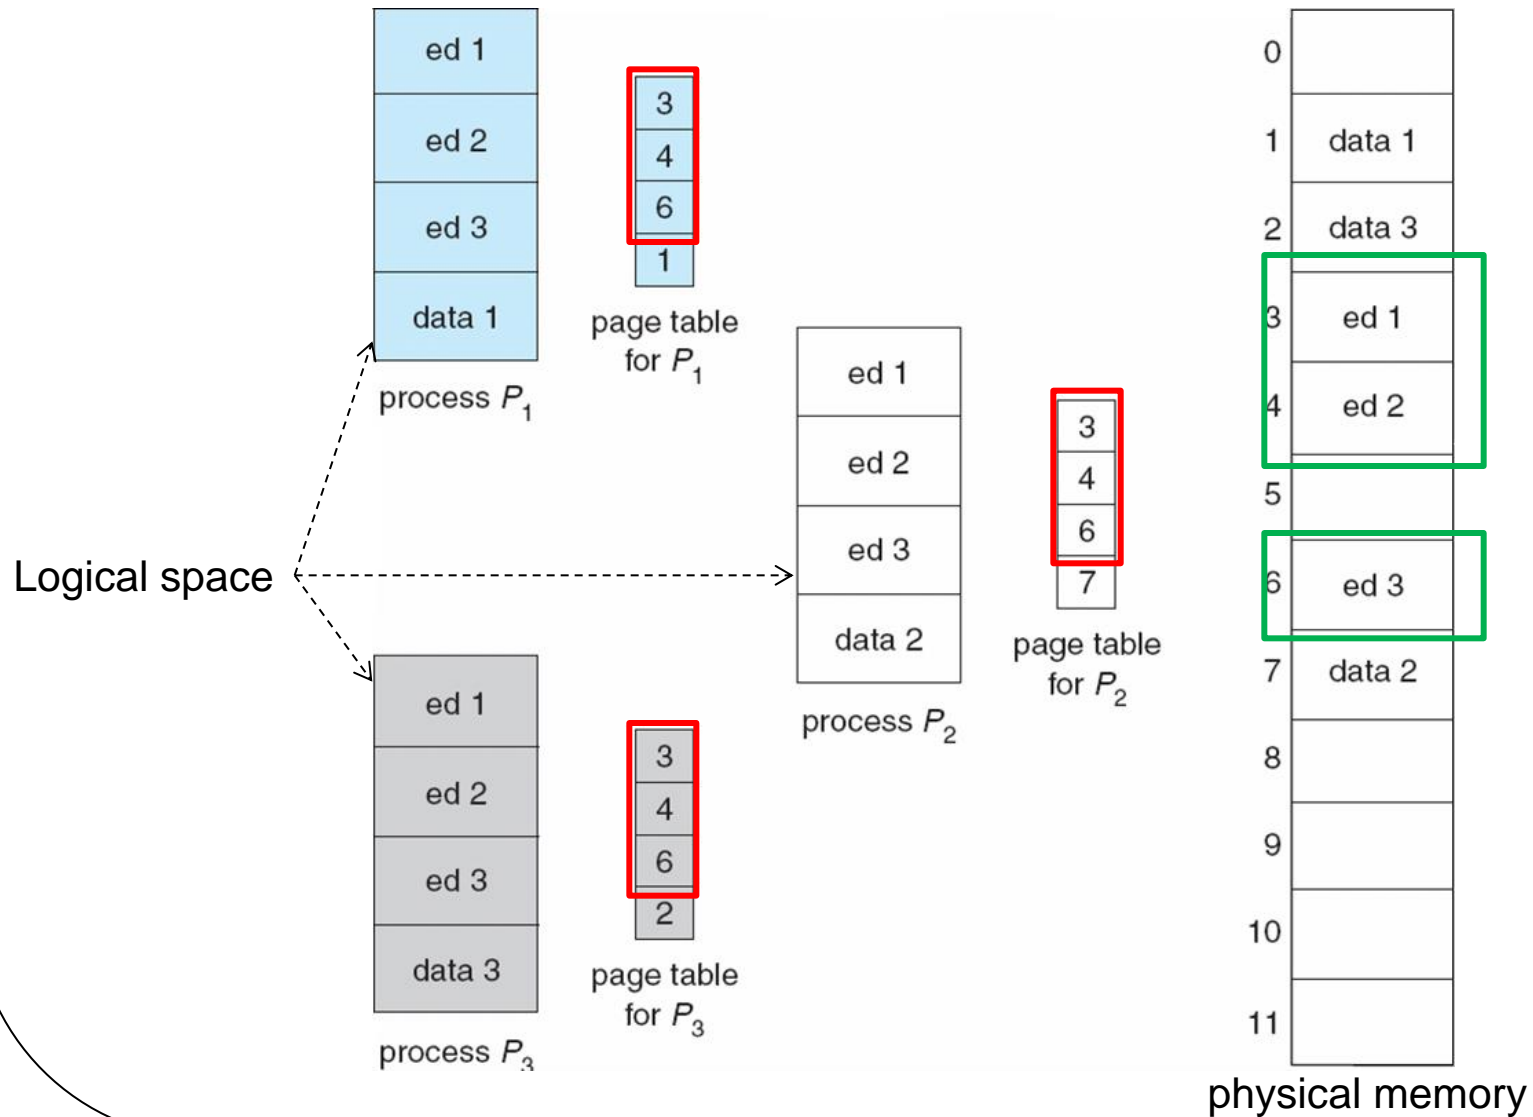 ed 1
ed 2
ed 3
data 1
process P1
3
4
6
1
page table
for P1
ed 1
ed 2
ed 3
data 2
process P2
3
4
6
7
page table
for P2
Logical space
ed 1
ed 2
ed 3
data 3
process P3
3
4
6
2
page table
for P3
0
1 data 1
2 data 3
3 ed 1
4 ed 2
5
6 ed 3
7 data 2
8
9
10
11
physical memory